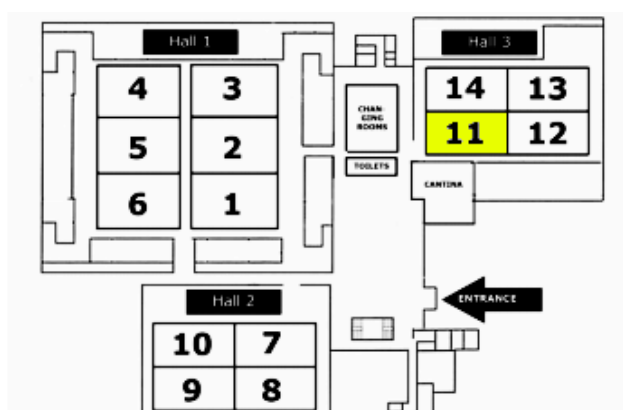 Hall 1
4 3
5 2
6 1
CHAN-
GING
ROOMS
TOILETS
Hall 3
14 13
11 12
CANTINA
ENTRANCE
Hall 2
10 7
9 8